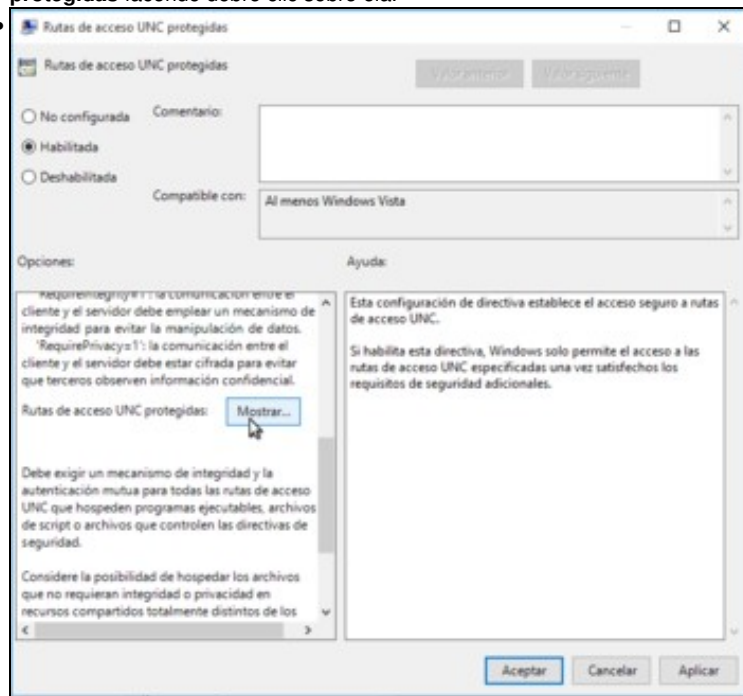 protegidas facendo dobre clic sobre ela.
Rutas de acceso UNC protegidas
Rutas de acceso UNC protegidas
Valor anterior
Valor siguiente
No configurada
Comentario:
Habilitada
Deshabilitada
Compatible con:
Al menos Windows Vista
Opciones:
Ayuda:
'RequireIntegrity=1': la comunicación entre el
cliente y el servidor debe emplear un mecanismo de
integridad para evitar la manipulación de datos.
'RequirePrivacy=1': la comunicación entre el
cliente y el servidor debe estar cifrada para evitar
que terceros observen información confidencial.
Rutas de acceso UNC protegidas:
Mostrar...
Debe exigir un mecanismo de integridad y la
autenticación mutua para todas las rutas de acceso
UNC que hospeden programas ejecutables, archivos
de script o archivos que controlen las directivas de
seguridad.
Considere la posibilidad de hospedar los archivos
que no requieran integridad o privacidad en
recursos compartidos totalmente distintos de los
Esta configuración de directiva establece el acceso seguro a rutas
de acceso UNC.
Si habilita esta directiva, Windows solo permite el acceso a las
rutas de acceso UNC especificadas una vez satisfechos los
requisitos de seguridad adicionales.
Aceptar
Cancelar
Aplicar